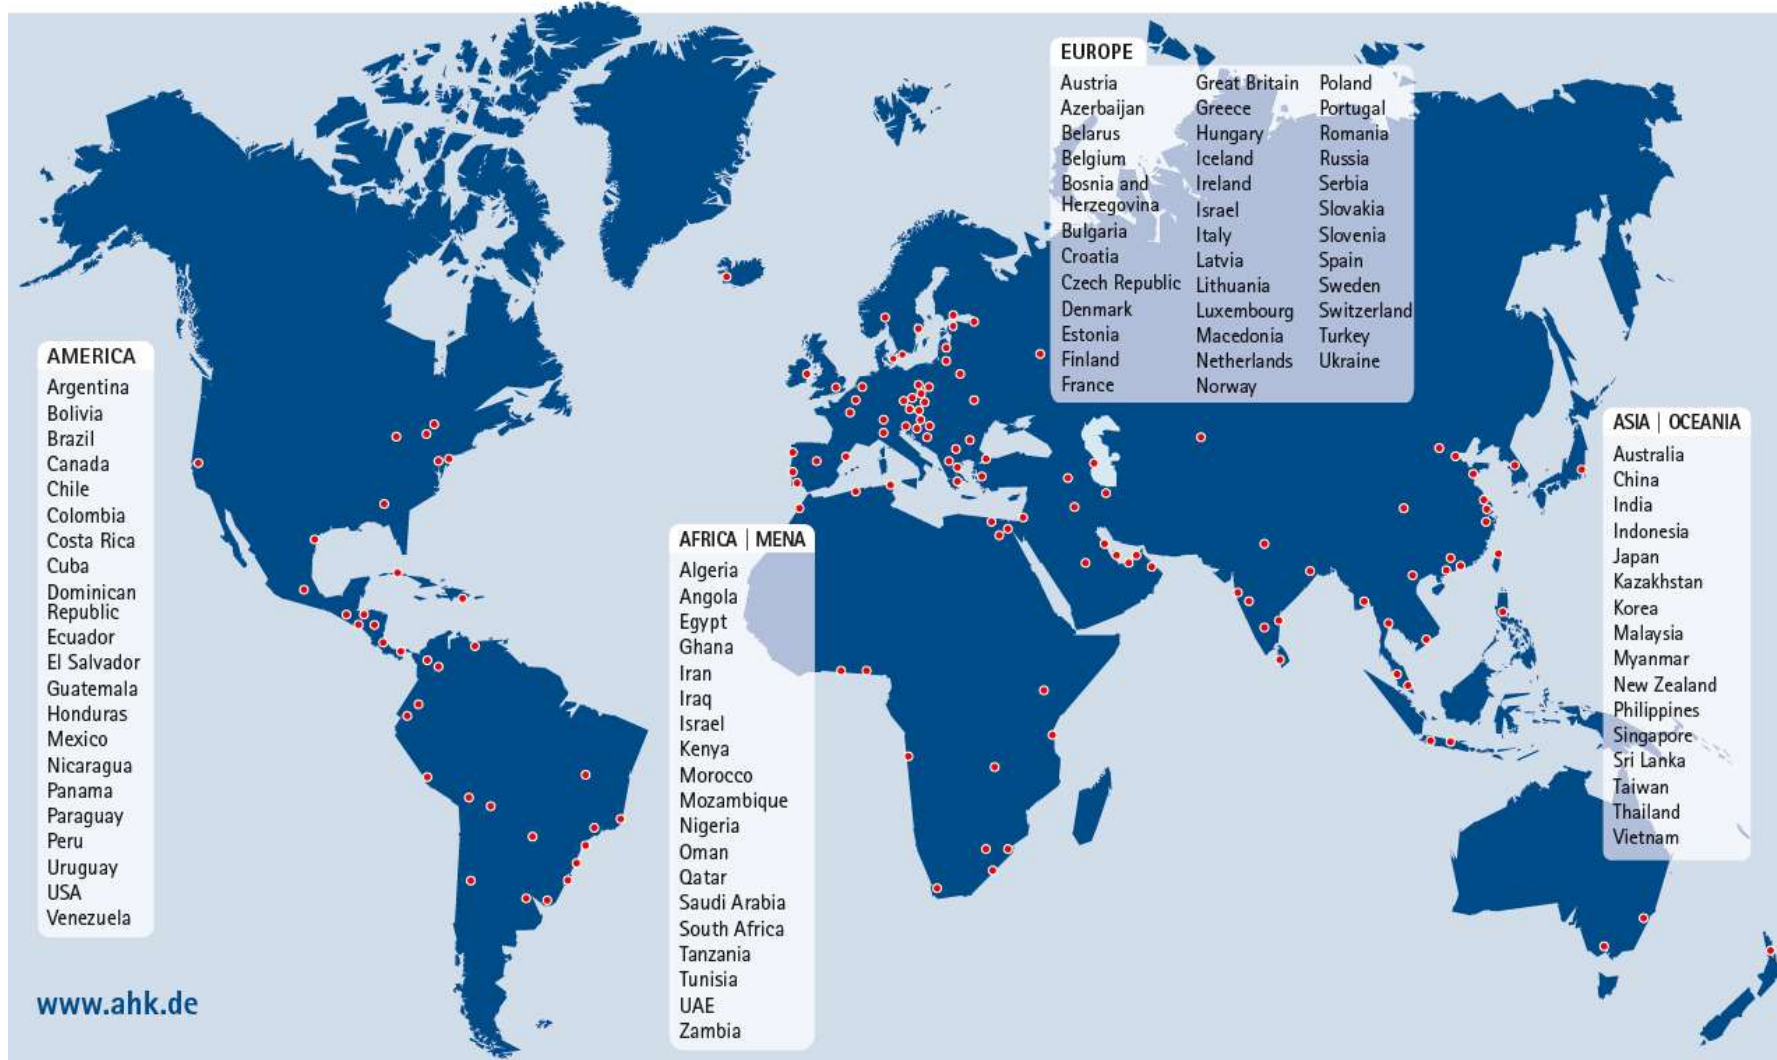 EUROPE
Austria
Azerbaijan
Belarus
Belgium
Bosnia and
Herzegovina
Bulgaria
Croatia
Czech Republic
Denmark
Estonia
Finland
France
Great Britain
Greece
Hungary
Iceland
Ireland
Israel
Italy
Latvia
Lithuania
Luxembourg
Macedonia
Netherlands
Norway
Poland
Portugal
Romania
Russia
Serbia
Slovakia
Slovenia
Spain
Sweden
Switzerland
Turkey
Ukraine
AMERICA
Argentina
Bolivia
Brazil
Canada
Chile
Colombia
Costa Rica
Cuba
Dominican
Republic
Ecuador
El Salvador
Guatemala
Honduras
Mexico
Nicaragua
Panama
Paraguay
Peru
Uruguay
USA
Venezuela
AFRICA | MENA
Algeria
Angola
Egypt
Ghana
Iran
Iraq
Israel
Kenya
Morocco
Mozambique
Nigeria
Oman
Qatar
Saudi Arabia
South Africa
Tanzania
Tunisia
UAE
Zambia
ASIA | OCEANIA
Australia
China
India
Indonesia
Japan
Kazakhstan
Korea
Malaysia
Myanmar
New Zealand
Philippines
Singapore
Sri Lanka
Taiwan
Thailand
Vietnam
www.ahk.de